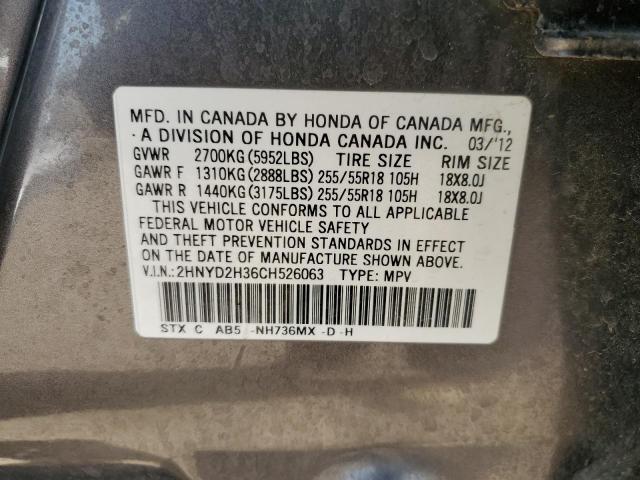 MFD. IN CANADA BY HONDA OF CANADA MFG.,
A DIVISION OF HONDA CANADA INC. 03/'12
GVWR 2700KG(5952LBS) TIRE SIZE RIM SIZE
GAWR F 1310KG(2888LBS) 255/55R18 105H 18X8.0J
GAWR R 1440KG(3175LBS) 255/55R18 105H 18X8.0J
THIS VEHICLE CONFORMS TO ALL APPLICABLE
FEDERAL MOTOR VEHICLE SAFETY
AND THEFT PREVENTION STANDARDS IN EFFECT
ON THE DATE OF MANUFACTURE SHOWN ABOVE.
V.I.N.:2HNYD2H36CH526063 TYPE: MPV
STX C AB5 -NH736MX -D -H